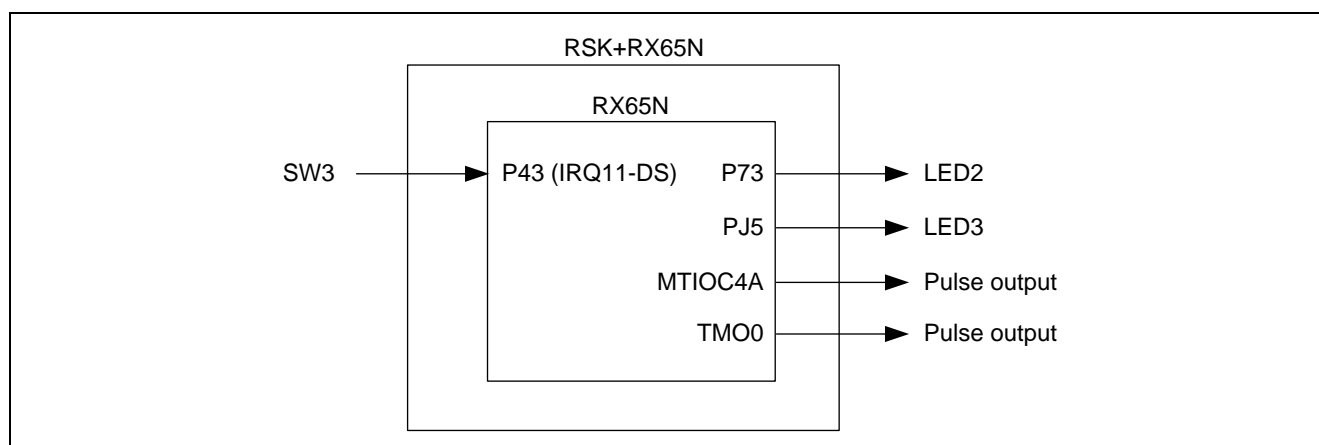 RSK+RX65N
RX65N
SW3 P43 (IRQ11-DS) P73 LED2
PJ5 LED3
MTIOC4A Pulse output
TMO0 Pulse output